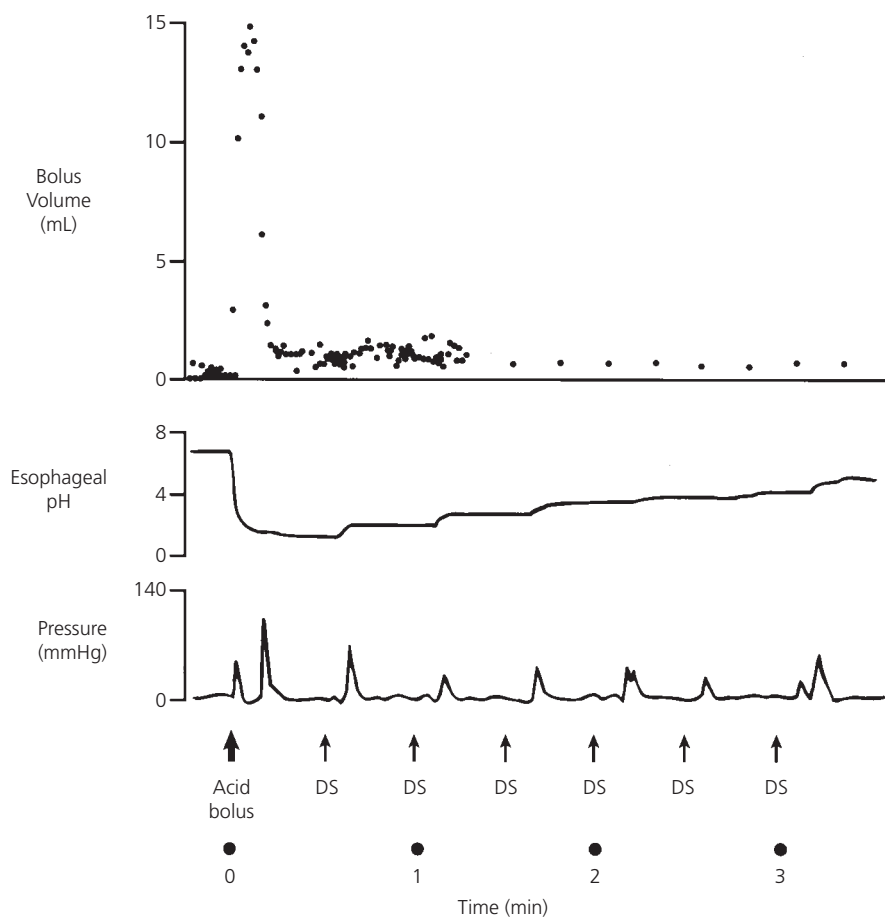 15
10
Bolus
Volume
(mL)
5
0
8
Esophageal
pH
4
0
140
Pressure
(mmHg)
0
Acid
bolus
DS DS DS DS DS DS
0 1 2 3
Time (min)